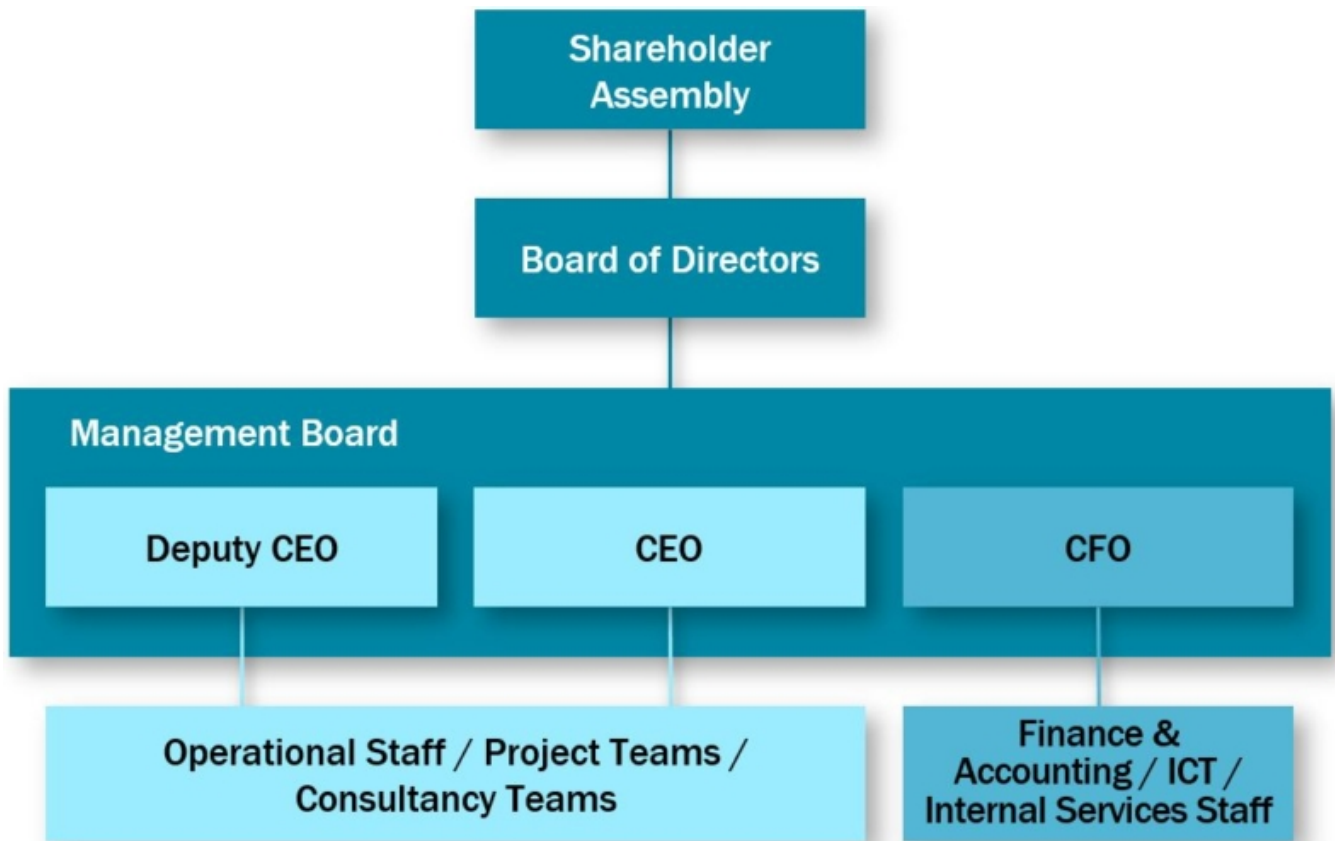 Shareholder
Assembly
Board of Directors
Management Board
Deputy CEO
CEO
CFO
Operational Staff / Project Teams /
Consultancy Teams
Finance &
Accounting / ICT /
Internal Services Staff